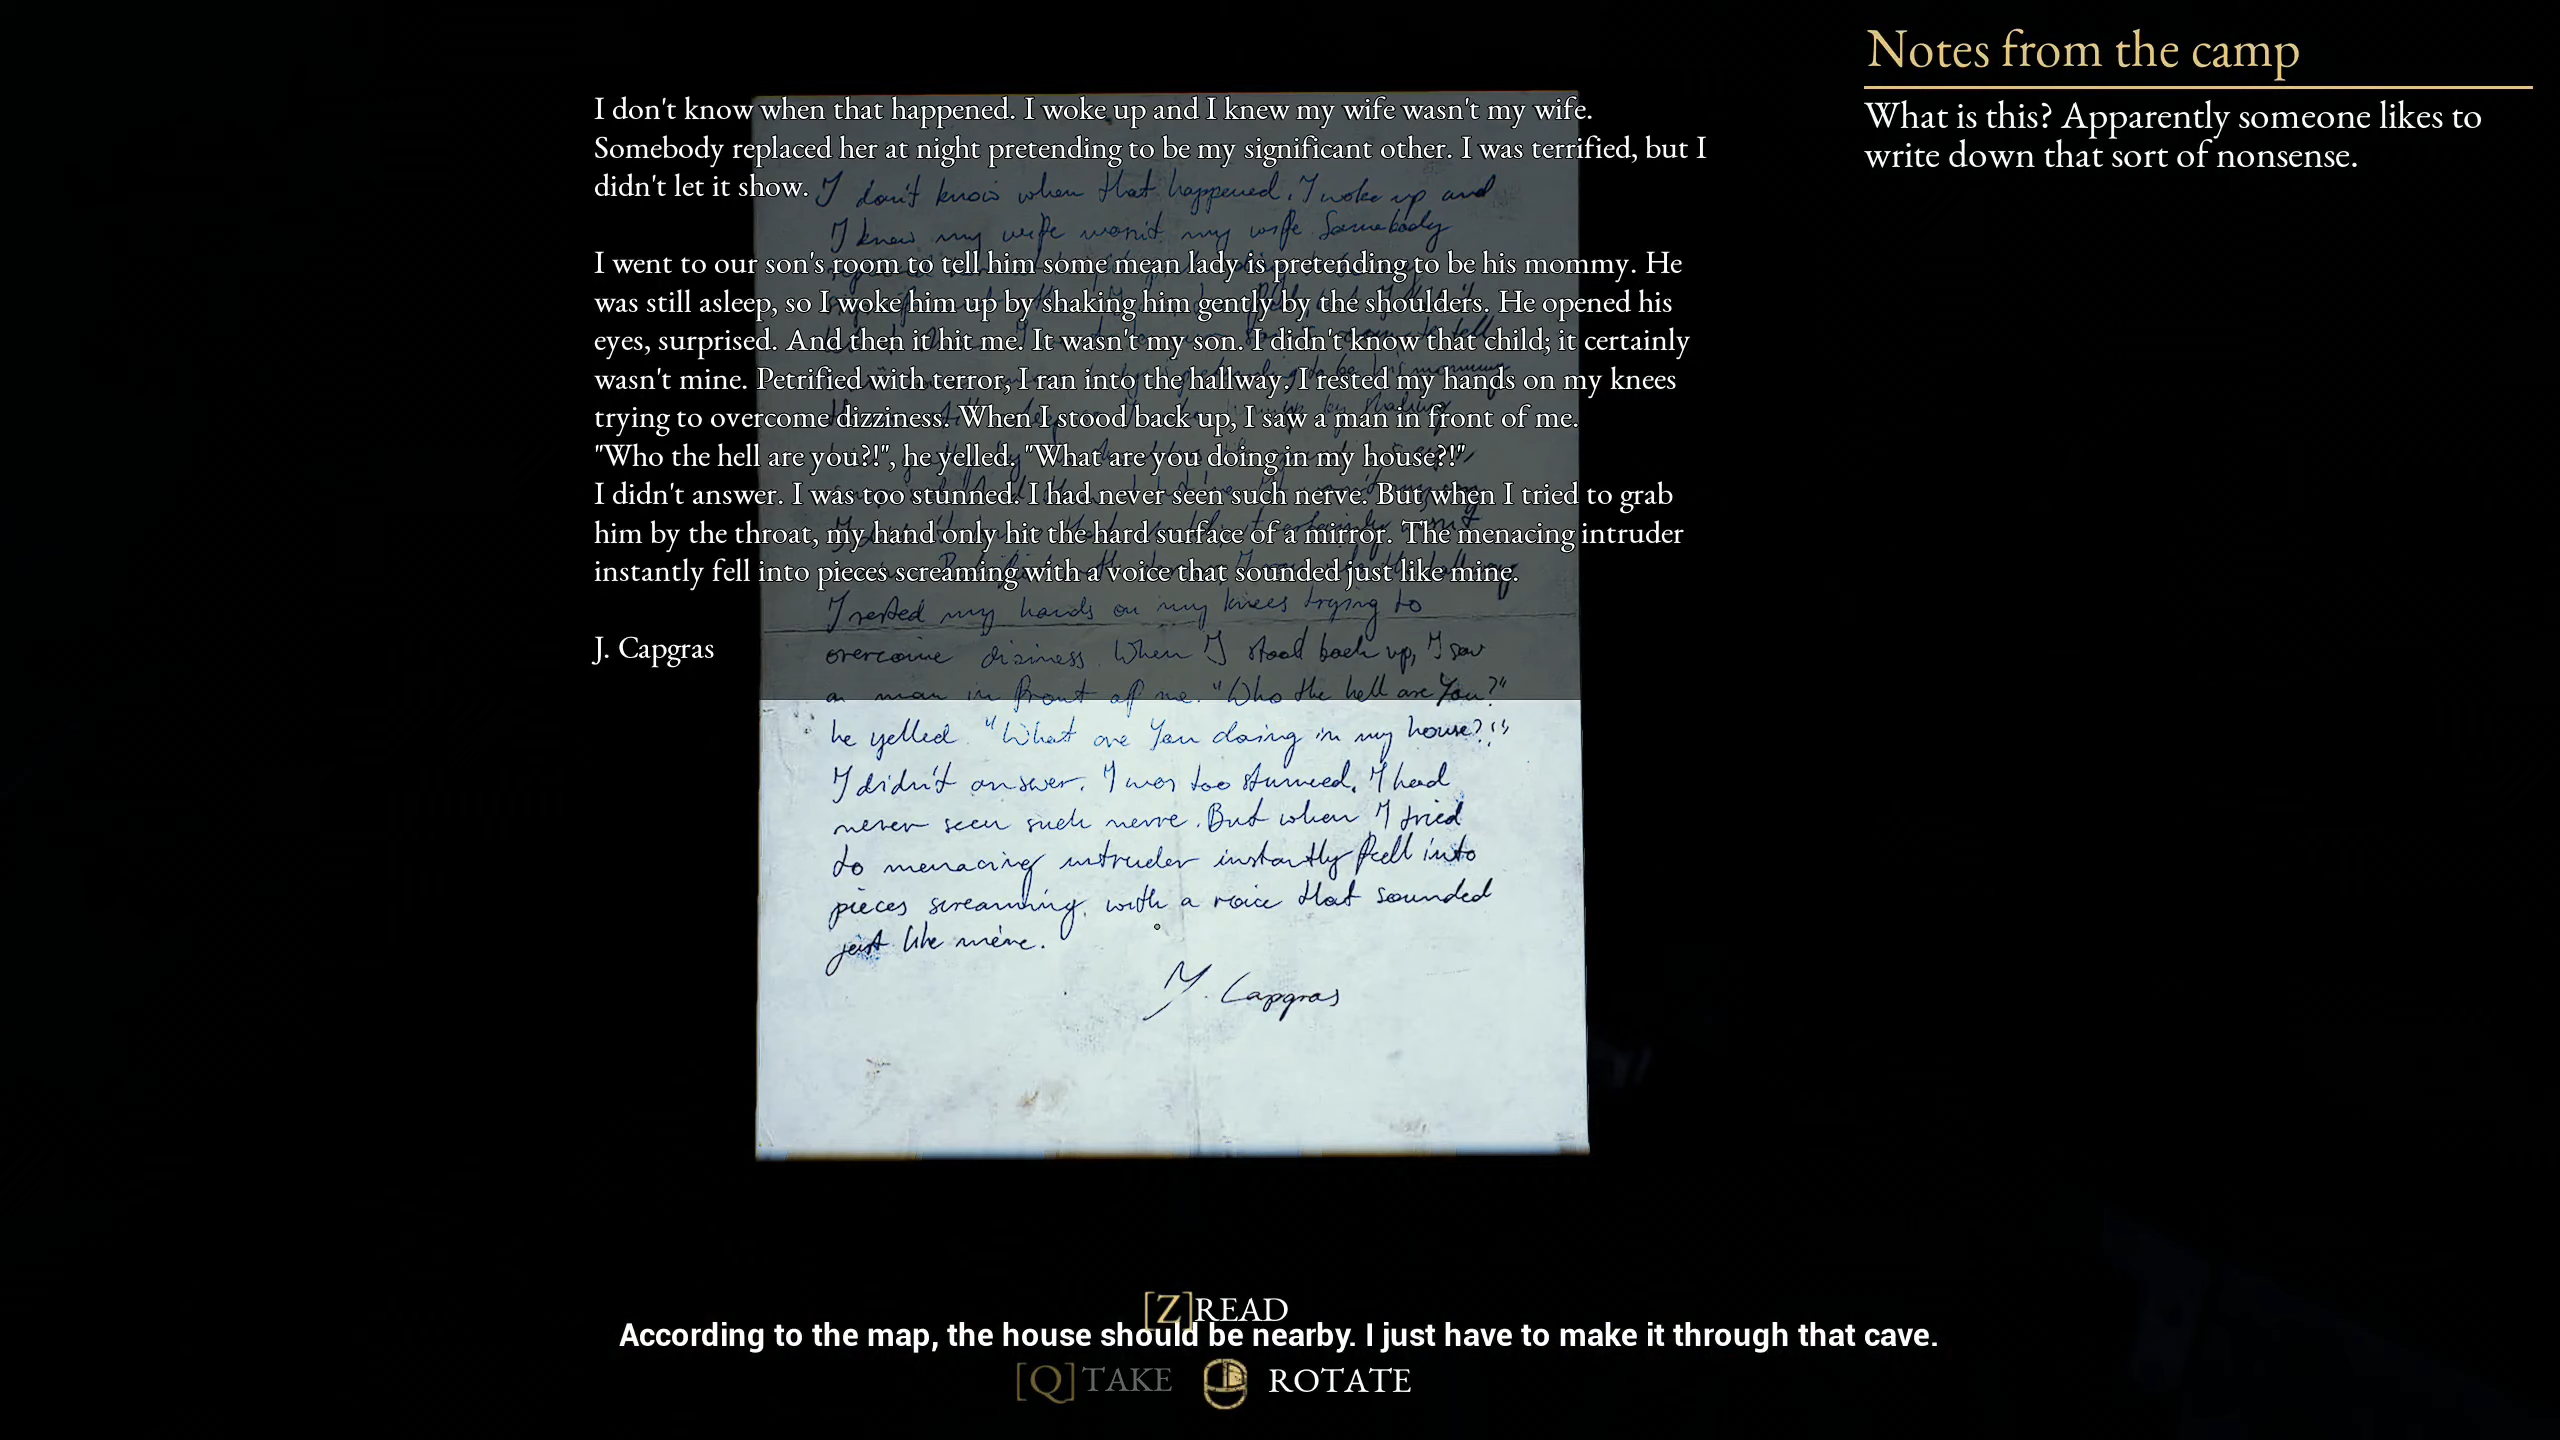 Notes from the camp
What is this? Apparently someone likes to
write down that sort of nonsense.
I don't know when that happened. I woke up and I knew my wife wasn't my wife.
Somebody replaced her at night pretending to be my significant other. I was terrified, but I
didn't let it show.
I went to our son's room to tell him some mean lady is pretending to be his mommy. He
was still asleep, so I woke him up by shaking him gently by the shoulders. He opened his
eyes, surprised. And then it hit me. It wasn't my son. I didn't know that child; it certainly
wasn't mine. Petrified with terror, I ran into the hallway. I rested my hands on my knees
trying to overcome dizziness. When I stood back up, I saw a man in front of me.
"Who the hell are you?!", he yelled. "What are you doing in my house?!"
I didn't answer. I was too stunned. I had never seen such nerve. But when I tried to grab
him by the throat, my hand only hit the hard surface of a mirror. The menacing intruder
instantly fell into pieces screaming with a voice that sounded just like mine.
J. Capgras
I don't know when that happened. I woke up and
I knew my wife wasn't my wife. Somebody
I rested my hands on my knees trying to
overcome diziness. When I stood back up, I saw
a man in front of me. "Who the hell are You?"
he yelled. "What are You doing in my house?!"
I didn't answer. I was too stunned. I had
never seen such nerve. But when I tried
to menacing intruder instantly fell into
pieces screaming, with a voice that sounded
just like mine.
J. Capgras
[Z] READ
According to the map, the house should be nearby. I just have to make it through that cave.
[Q] TAKE ROTATE